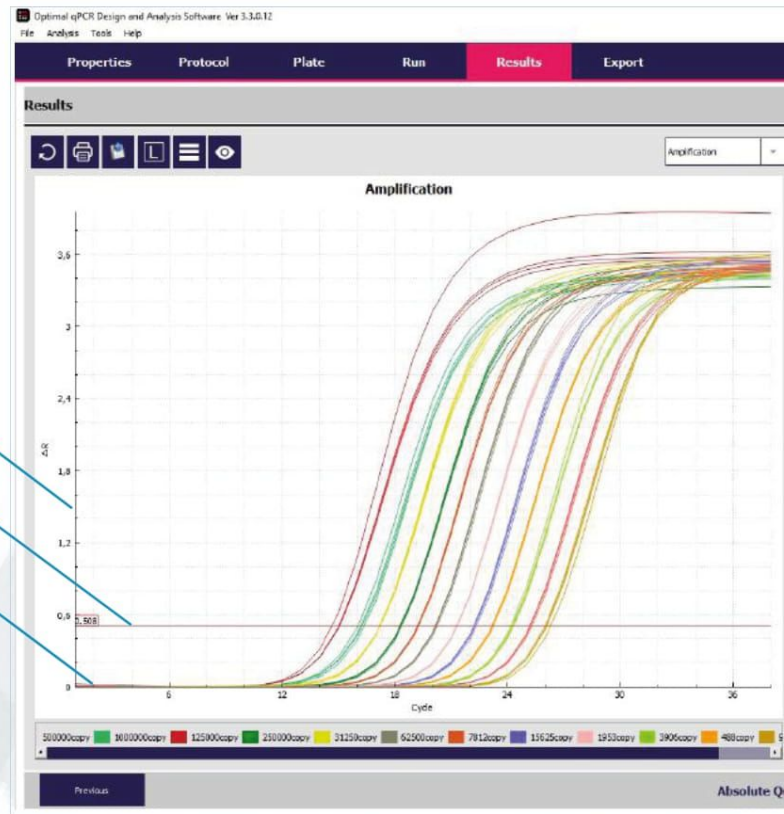 Optimal qPCR Design and Analysis Software Ver 3.3.0.12
File Analysis Tools Help
Properties Protocol Plate Run Results Export
Results
L
Amplification
Amplification
3,6
3
2,4
1,8
1,2
0,6
0
ΔR
0.508
6 12 18 24 30 36
Cycle
500000copy 1000000copy 125000copy 250000copy 31250copy 62500copy 7812copy 15625copy 1953copy 3906copy 488copy
Previous
Absolute